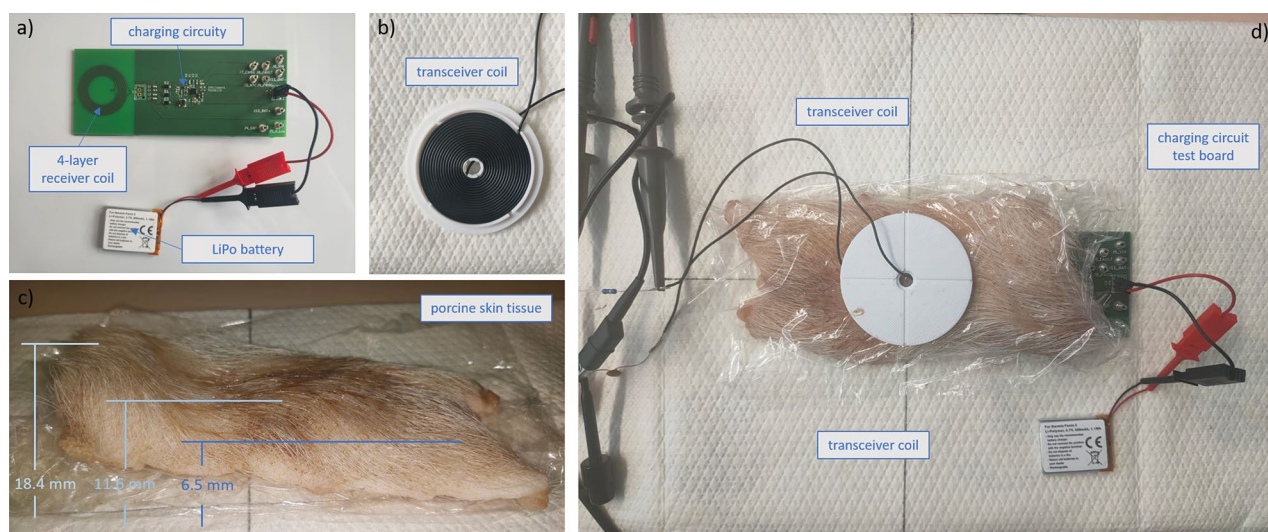 a)
charging circuity
4-layer
receiver coil
LiPo battery
b)
transceiver coil
c)
porcine skin tissue
18.4 mm
11.6 mm
6.5 mm
d)
transceiver coil
charging circuit
test board
transceiver coil